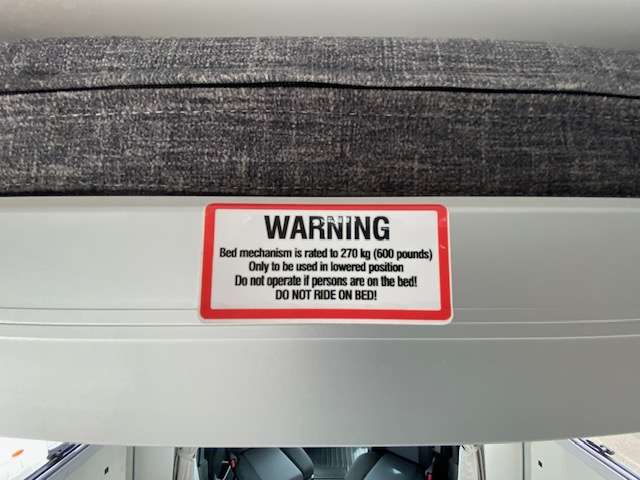 WARNING
Bed mechanism is rated to 270 kg (600 pounds)
Only to be used in lowered position
Do not operate if persons are on the bed!
DO NOT RIDE ON BED!